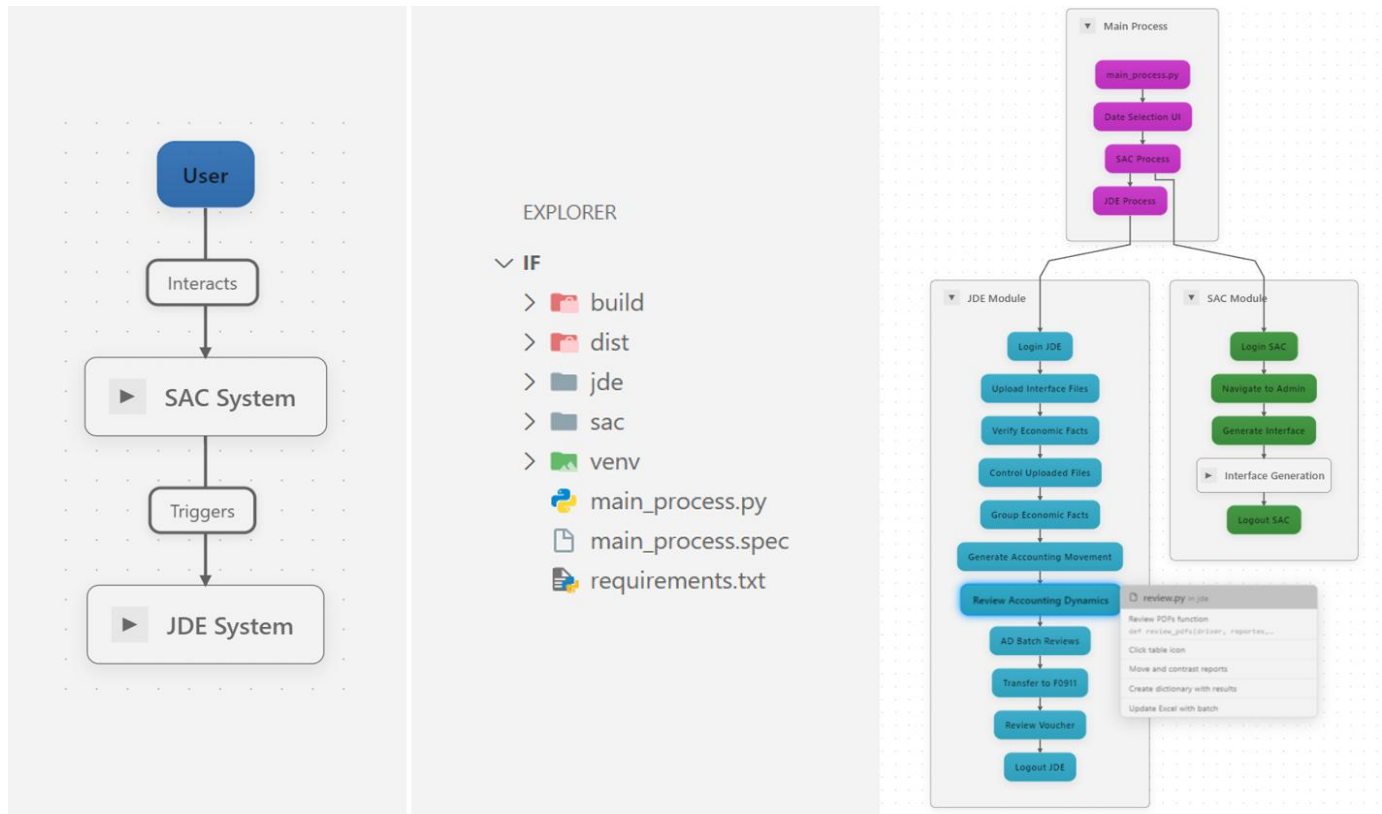 User
Interacts
SAC System
Triggers
JDE System
EXPLORER
IF
build
dist
jde
sac
venv
main_process.py
main_process.spec
requirements.txt
Main Process
main_process.py
Date Selection UI
SAC Process
JDE Process
JDE Module
Login JDE
Upload Interface Files
Verify Economic Facts
Control Uploaded Files
Group Economic Facts
Generate Accounting Movement
Review Accounting Dynamics
AD Batch Reviews
Transfer to F0911
Review Voucher
Logout JDE
review.py in jde
Review PDFs function
def review_pdfs(driver, reportes,…
Click table icon
Move and contrast reports
Create dictionary with results
Update Excel with batch
SAC Module
Login SAC
Navigate to Admin
Generate Interface
Interface Generation
Logout SAC